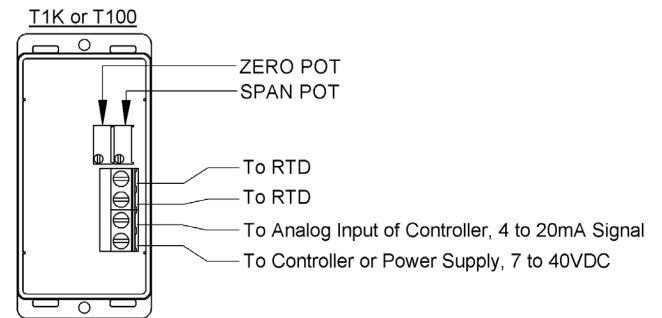 T1K or T100
ZERO POT
SPAN POT
To RTD
To RTD
To Analog Input of Controller, 4 to 20mA Signal
To Controller or Power Supply, 7 to 40VDC